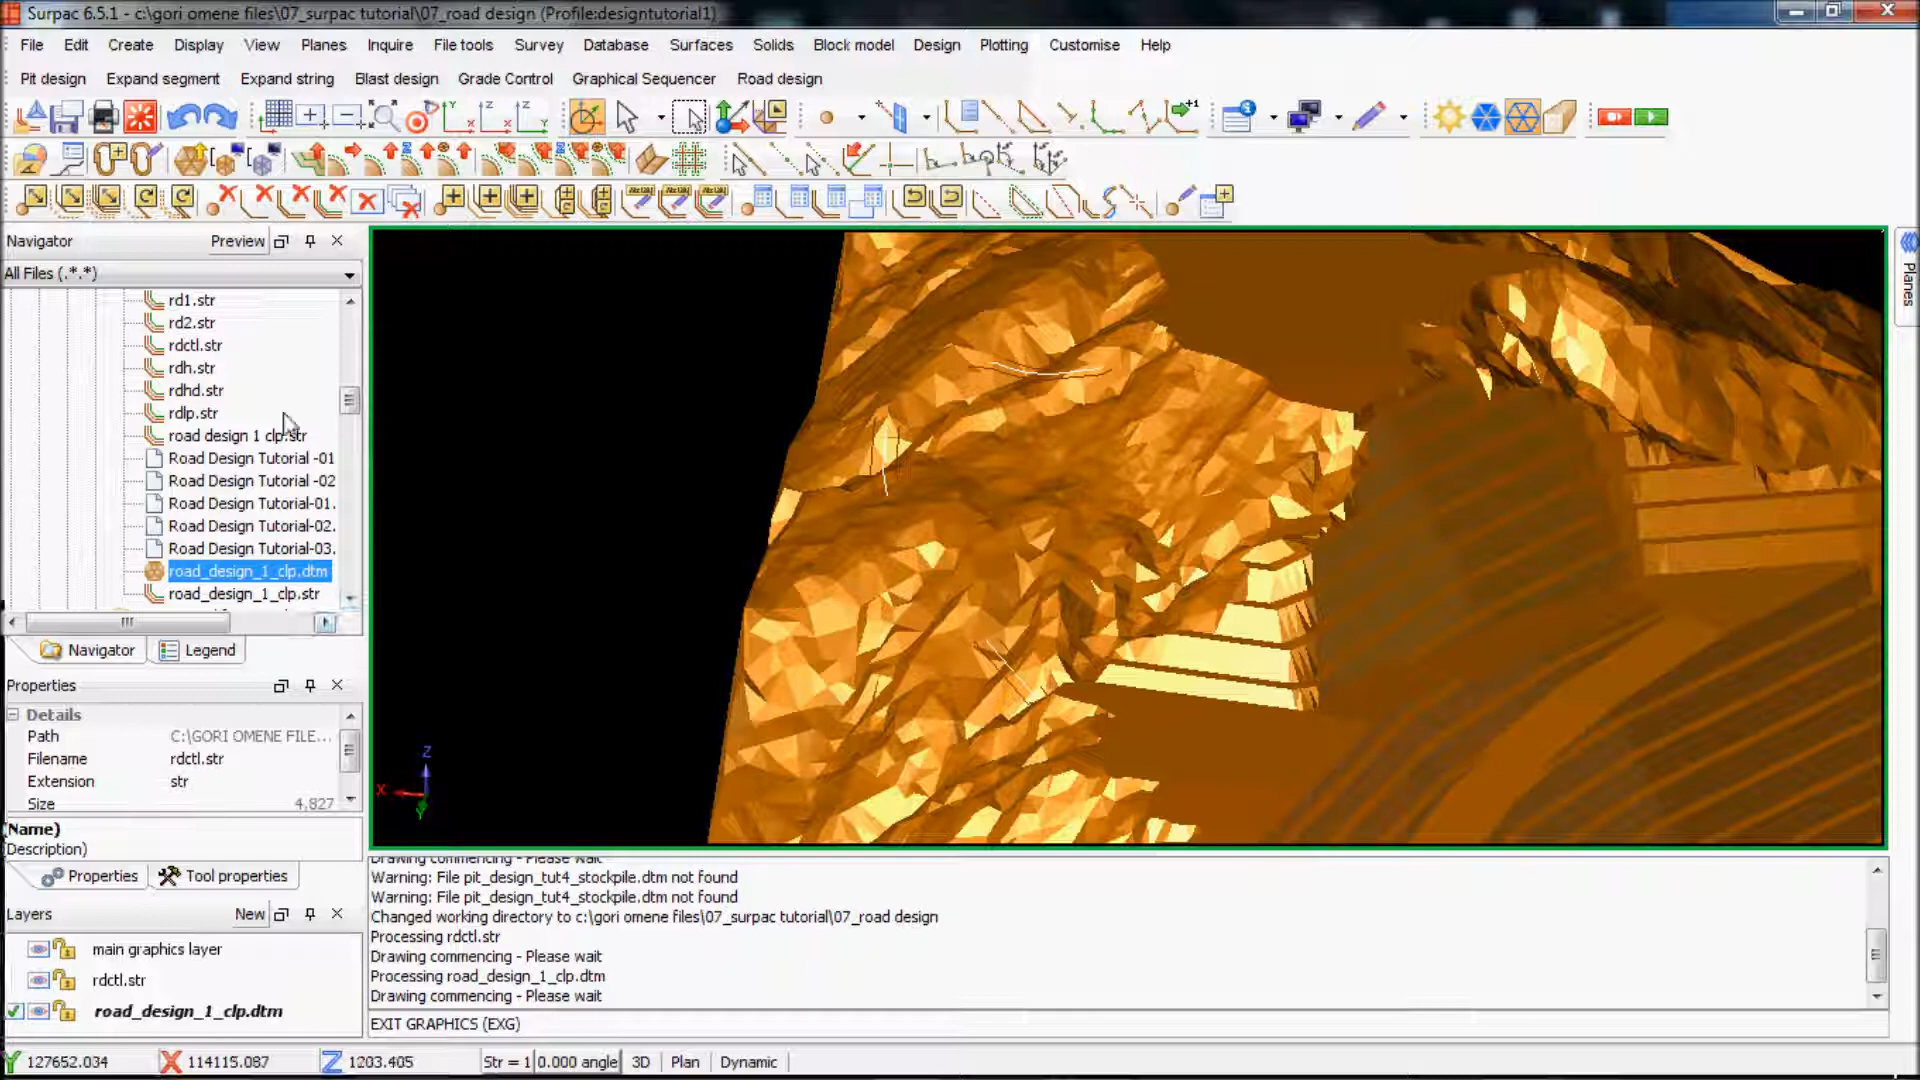 Surpac 6.5.1 - c:\gori omene files\07_surpac tutorial\07_road design (Profile:designtutorial1)
File Edit Create Display View Planes Inquire File tools Survey Database Surfaces Solids Block model Design Plotting Customise Help
Pit design Expand segment Expand string Blast design Grade Control Graphical Sequencer Road design
Navigator Preview
All Files (.*.*)
rd1.str
rd2.str
rdctl.str
rdh.str
rdhd.str
rdlp.str
road design 1 clp.str
Road Design Tutorial -01
Road Design Tutorial -02
Road Design Tutorial-01.
Road Design Tutorial-02.
Road Design Tutorial-03.
road_design_1_clp.dtm
road_design_1_clp.str
Navigator Legend
Properties
Details
Path C:\GORI OMENE FILE...
Filename rdctl.str
Extension str
Size 4,827
(Name)
(Description)
Properties Tool properties
Layers New
main graphics layer
rdctl.str
road_design_1_clp.dtm
Planes
Z
X
Y
Drawing commencing - Please wait
Warning: File pit_design_tut4_stockpile.dtm not found
Warning: File pit_design_tut4_stockpile.dtm not found
Changed working directory to c:\gori omene files\07_surpac tutorial\07_road design
Processing rdctl.str
Drawing commencing - Please wait
Processing road_design_1_clp.dtm
Drawing commencing - Please wait
EXIT GRAPHICS (EXG)
Y 127652.034 X 114115.087 Z 1203.405 Str = 1 0.000 angle 3D Plan Dynamic